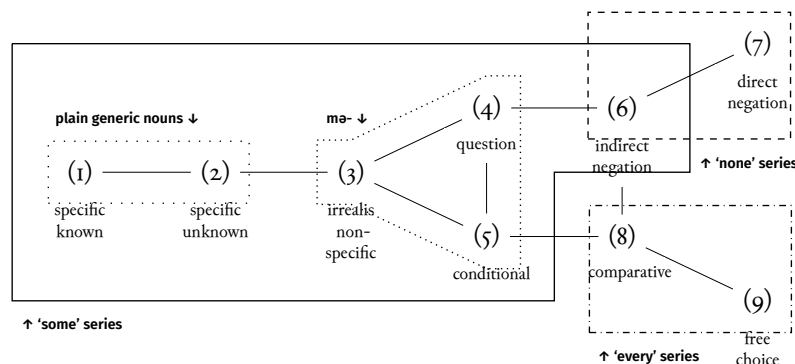 (7)
direct
negation
plain generic nouns ↓
mə- ↓
(4)
question
(6)
indirect
negation
↑ 'none' series
(1)
specific
known
(2)
specific
unknown
(3)
irrealis
non-
specific
(5)
conditional
(8)
comparative
(9)
free
choice
↑ 'some' series
↑ 'every' series